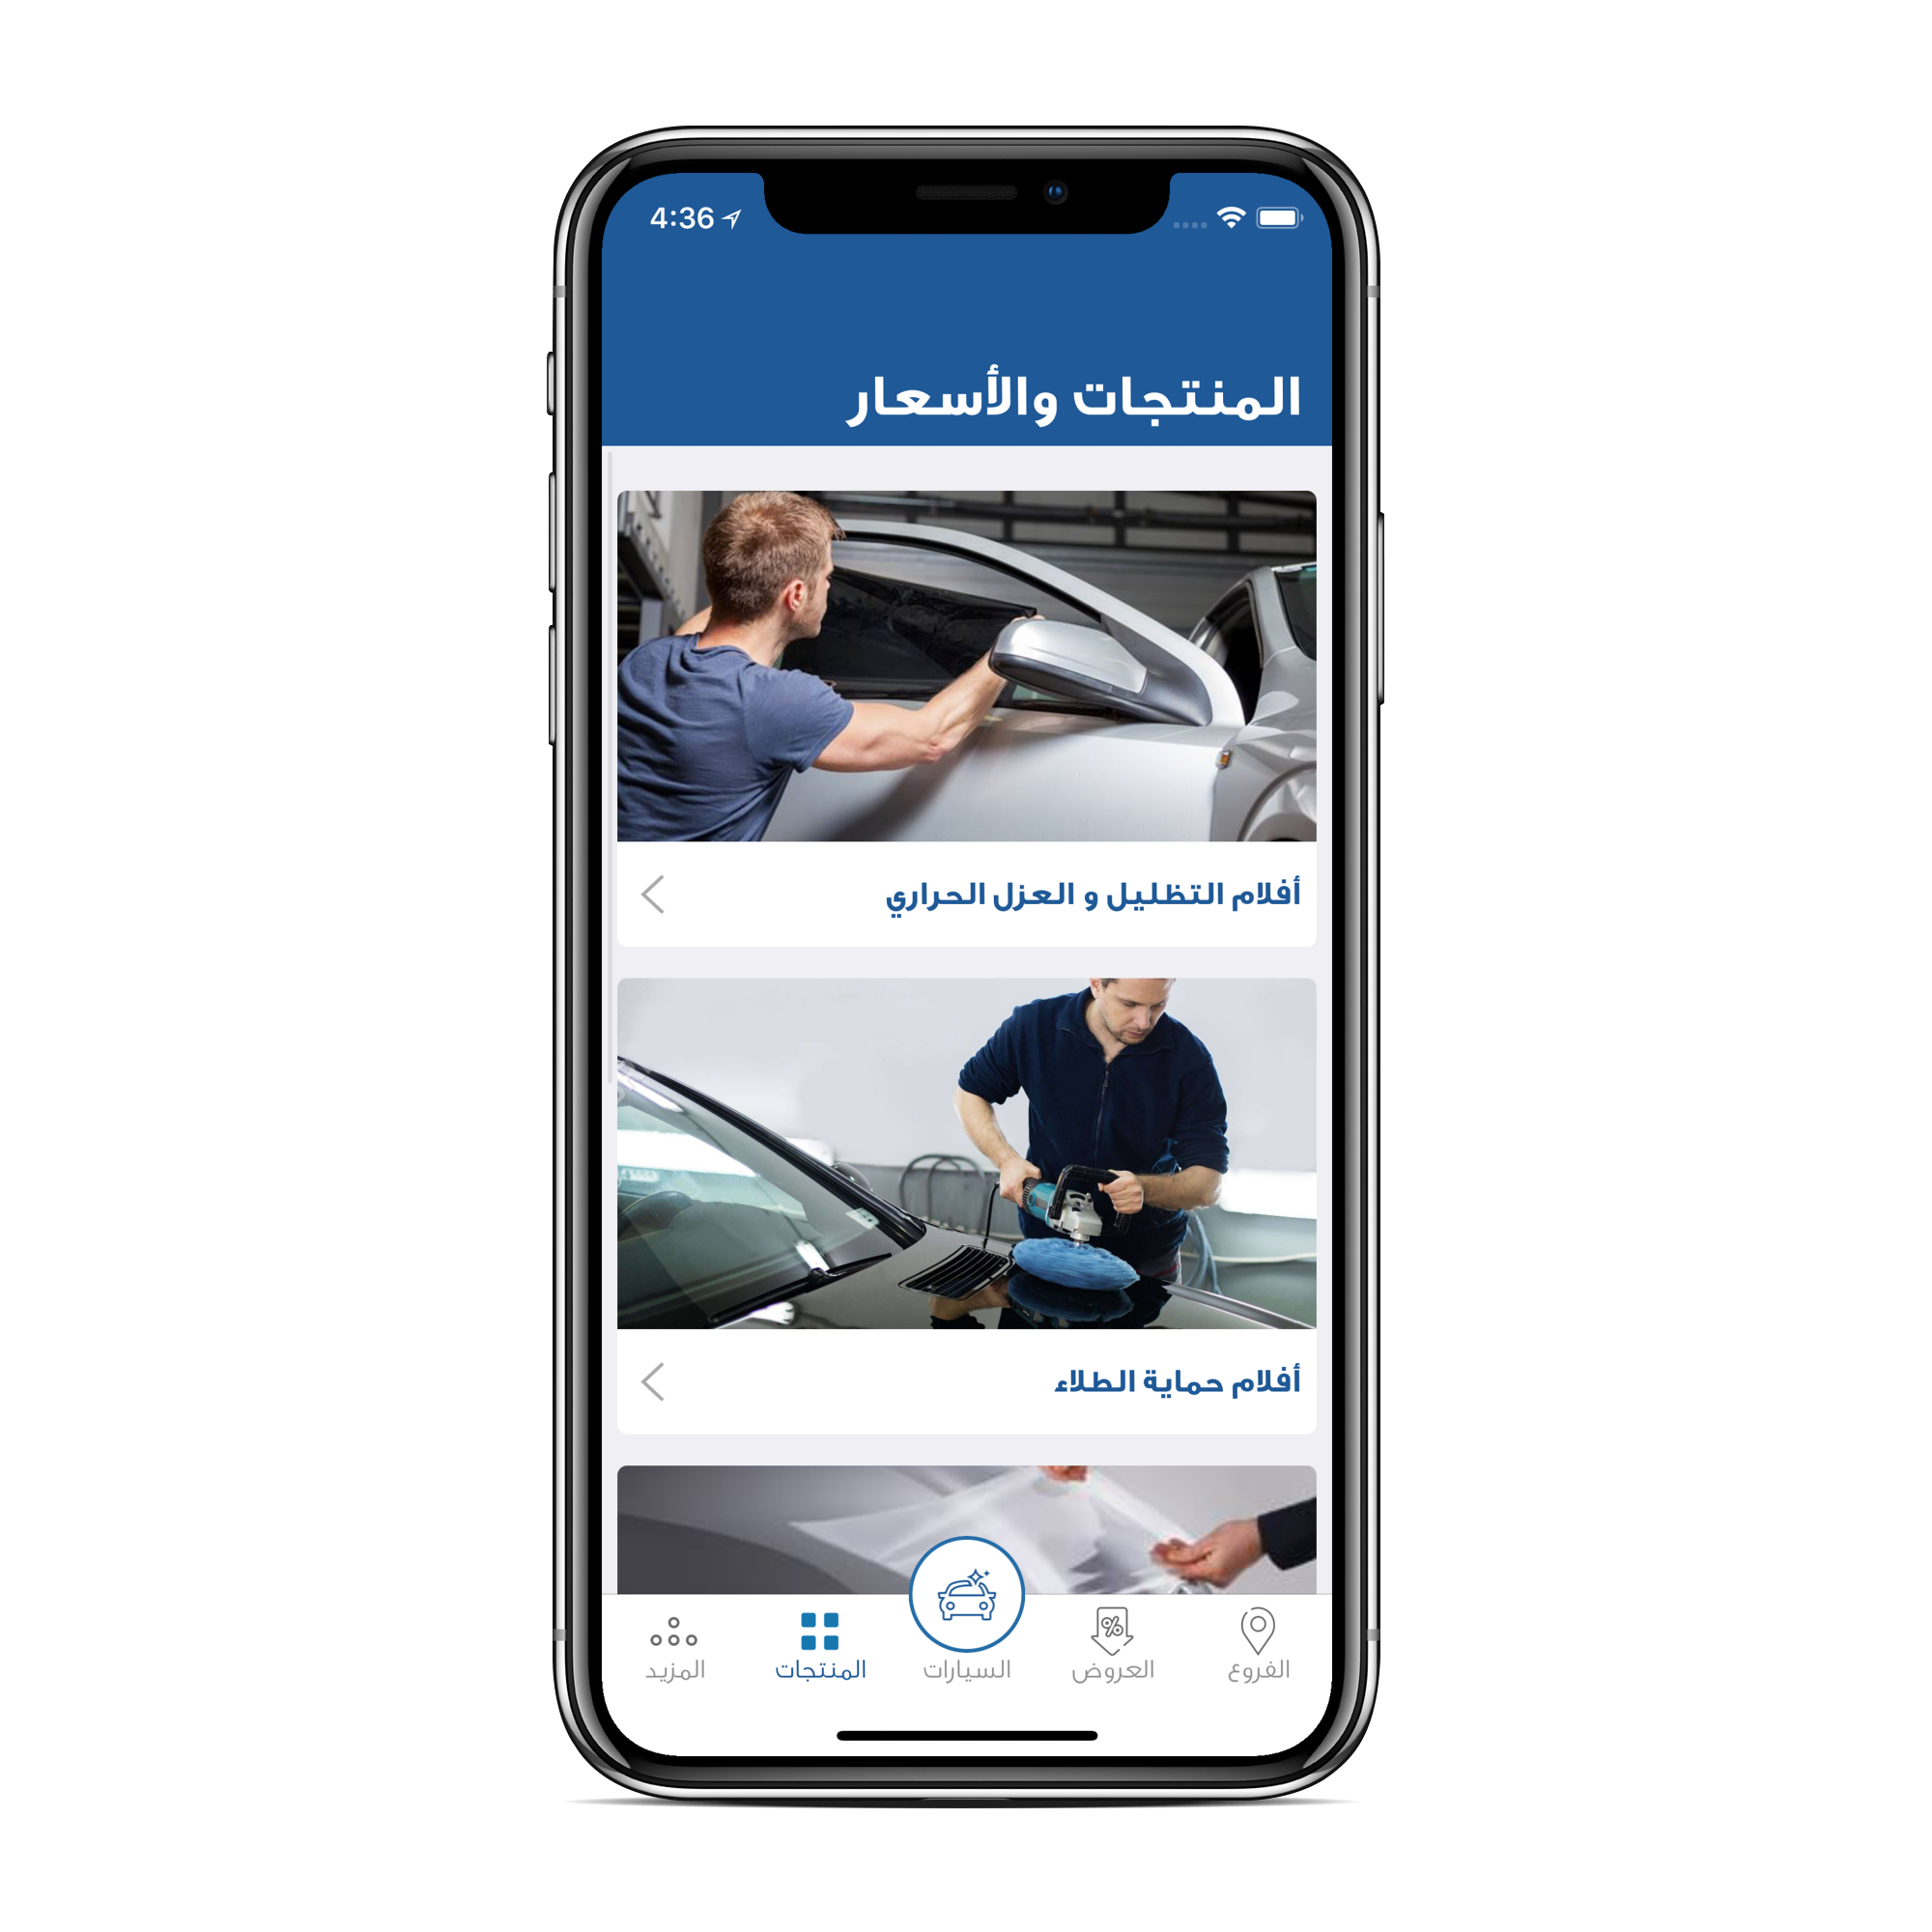 4:36
المنتجات والأسعار
أفلام التظليل و العزل الحراري
أفلام حماية الطلاء
الفروع
العروض
السيارات
المنتجات
المزيد